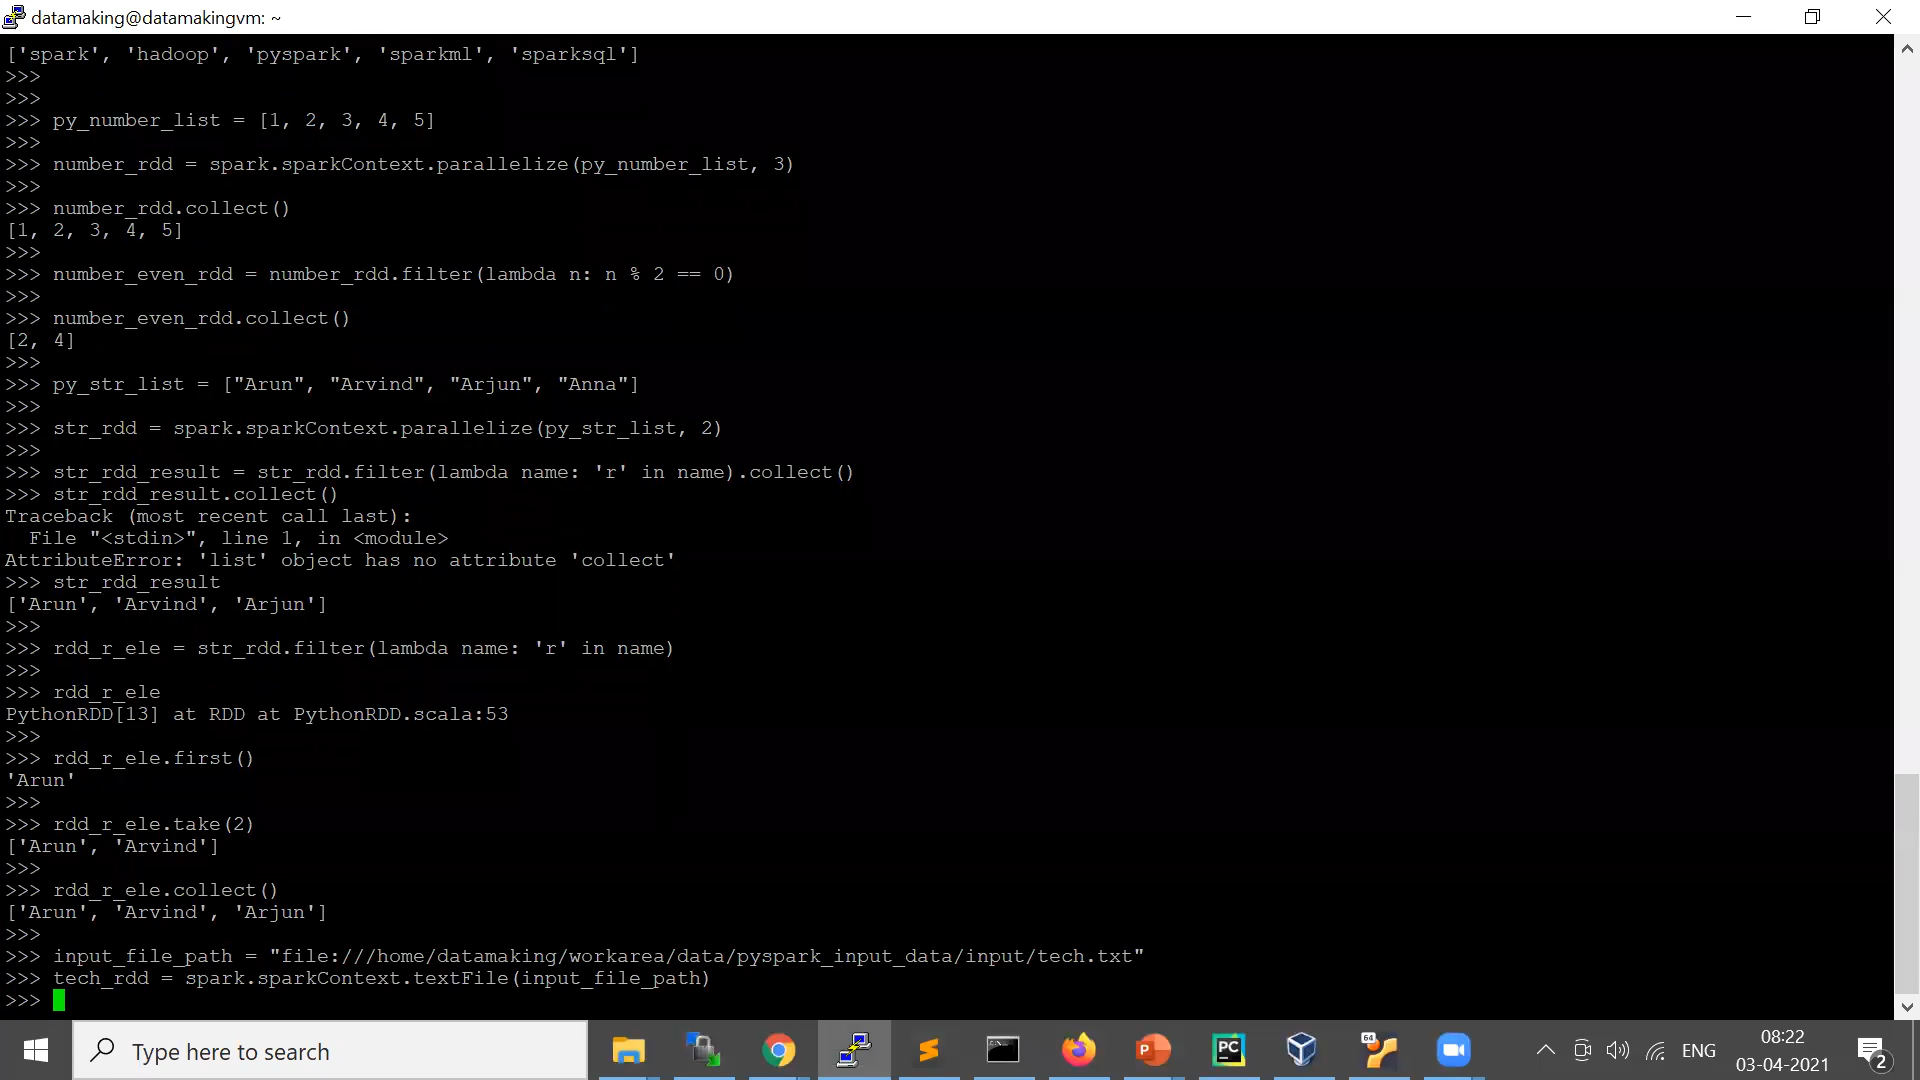 datamaking@datamakingvm: ~
['spark', 'hadoop', 'pyspark', 'sparkml', 'sparksql']
>>>
>>>
>>> py_number_list = [1, 2, 3, 4, 5]
>>>
>>> number_rdd = spark.sparkContext.parallelize(py_number_list, 3)
>>>
>>> number_rdd.collect()
[1, 2, 3, 4, 5]
>>>
>>> number_even_rdd = number_rdd.filter(lambda n: n % 2 == 0)
>>>
>>> number_even_rdd.collect()
[2, 4]
>>>
>>> py_str_list = ["Arun", "Arvind", "Arjun", "Anna"]
>>>
>>> str_rdd = spark.sparkContext.parallelize(py_str_list, 2)
>>>
>>> str_rdd_result = str_rdd.filter(lambda name: 'r' in name).collect()
>>> str_rdd_result.collect()
Traceback (most recent call last):
  File "<stdin>", line 1, in <module>
AttributeError: 'list' object has no attribute 'collect'
>>> str_rdd_result
['Arun', 'Arvind', 'Arjun']
>>>
>>> rdd_r_ele = str_rdd.filter(lambda name: 'r' in name)
>>>
>>> rdd_r_ele
PythonRDD[13] at RDD at PythonRDD.scala:53
>>>
>>> rdd_r_ele.first()
'Arun'
>>>
>>> rdd_r_ele.take(2)
['Arun', 'Arvind']
>>>
>>> rdd_r_ele.collect()
['Arun', 'Arvind', 'Arjun']
>>>
>>> input_file_path = "file:///home/datamaking/workarea/data/pyspark_input_data/input/tech.txt"
>>> tech_rdd = spark.sparkContext.textFile(input_file_path)
>>>
Type here to search
PC
64
ENG
08:22
03-04-2021
2